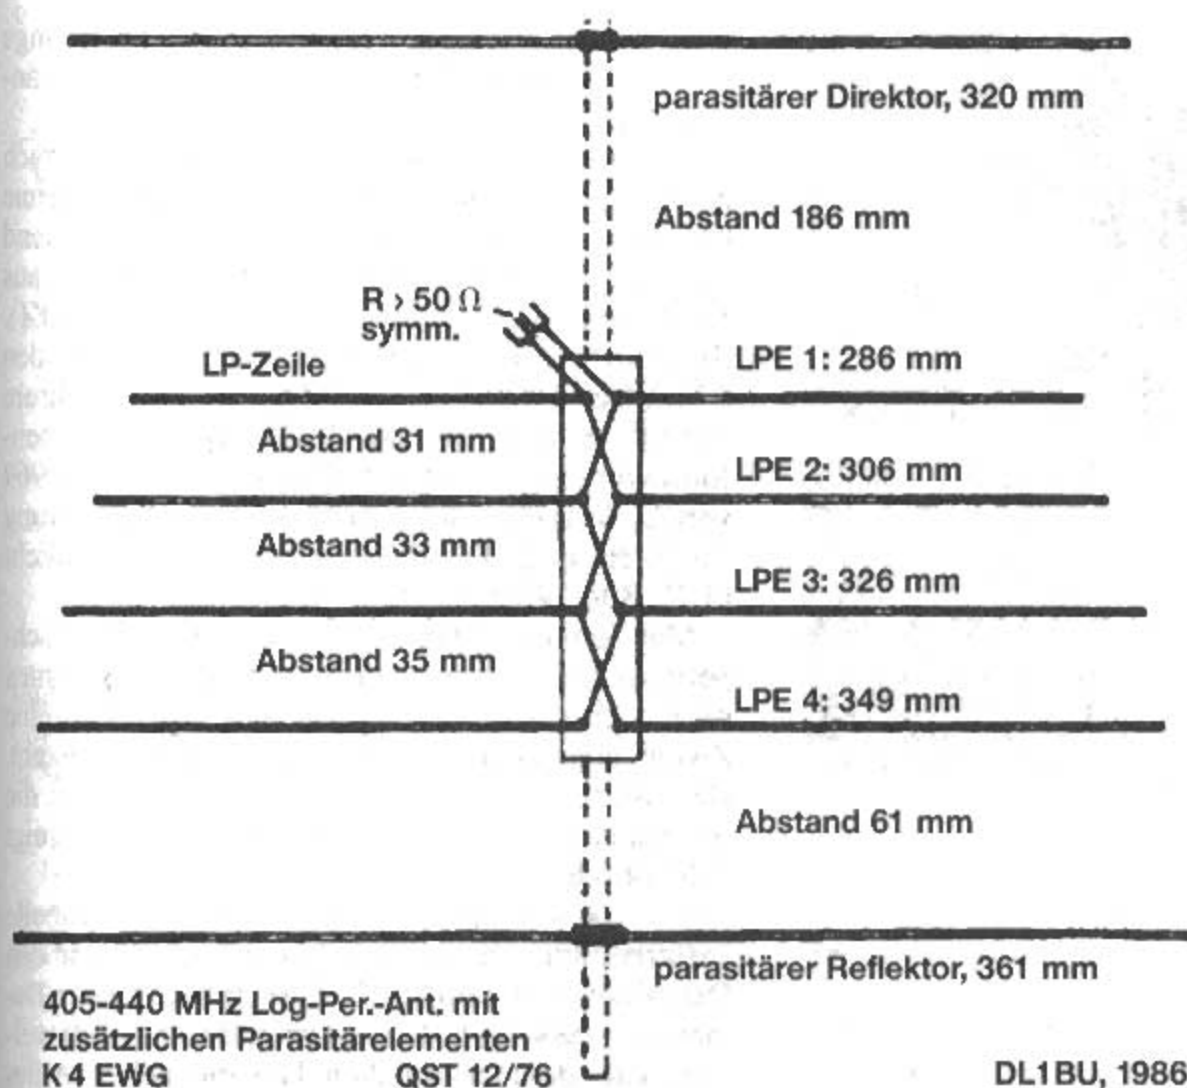 parasitärer Direktor, 320 mm
Abstand 186 mm
R › 50 Ω
symm.
LP-Zeile
LPE 1: 286 mm
Abstand 31 mm
LPE 2: 306 mm
Abstand 33 mm
LPE 3: 326 mm
Abstand 35 mm
LPE 4: 349 mm
Abstand 61 mm
parasitärer Reflektor, 361 mm
405-440 MHz Log-Per.-Ant. mit
zusätzlichen Parasitärelementen
K 4 EWG QST 12/76 DL1BU, 1986